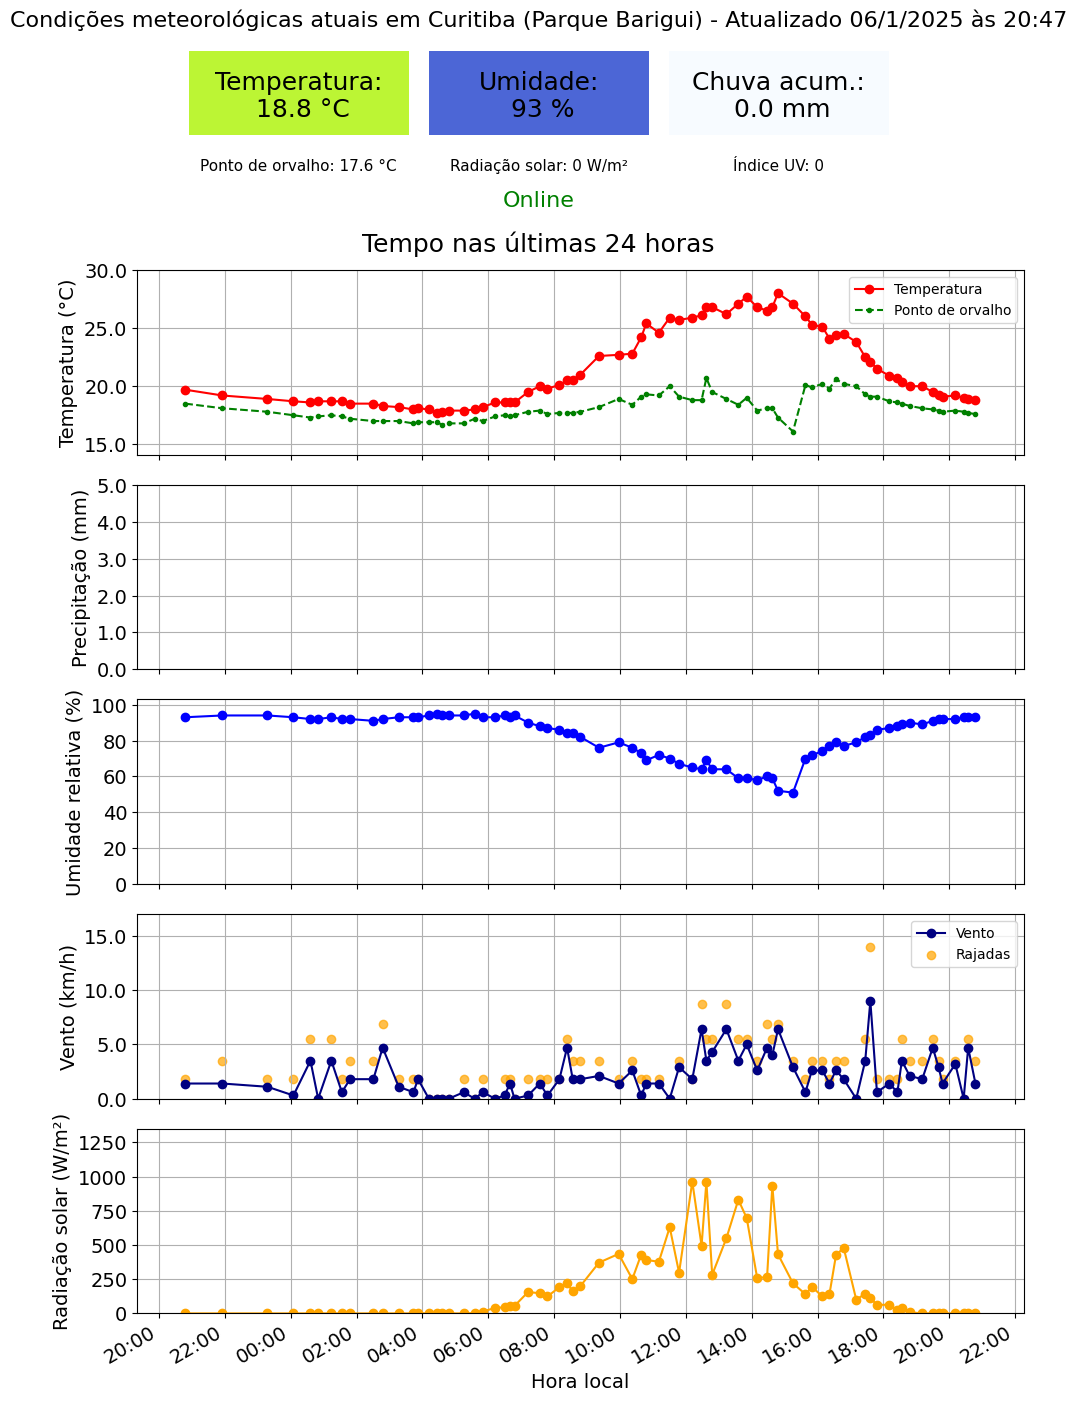 Condições meteorológicas atuais em Curitiba (Parque Barigui) - Atualizado 06/1/2025 às 20:47
Temperatura:
18.8 °C
Umidade:
93 %
Chuva acum.:
0.0 mm
Ponto de orvalho: 17.6 °C
Radiação solar: 0 W/m²
Índice UV: 0
Online
Tempo nas últimas 24 horas
Temperatura (°C)
30.0
25.0
20.0
15.0
Temperatura
Ponto de orvalho
Precipitação (mm)
5.0
4.0
3.0
2.0
1.0
0.0
Umidade relativa (%)
100
80
60
40
20
0
Vento (km/h)
15.0
10.0
5.0
0.0
Vento
Rajadas
Radiação solar (W/m²)
1250
1000
750
500
250
0
20:00
22:00
00:00
02:00
04:00
06:00
08:00
10:00
12:00
14:00
16:00
18:00
20:00
22:00
Hora local